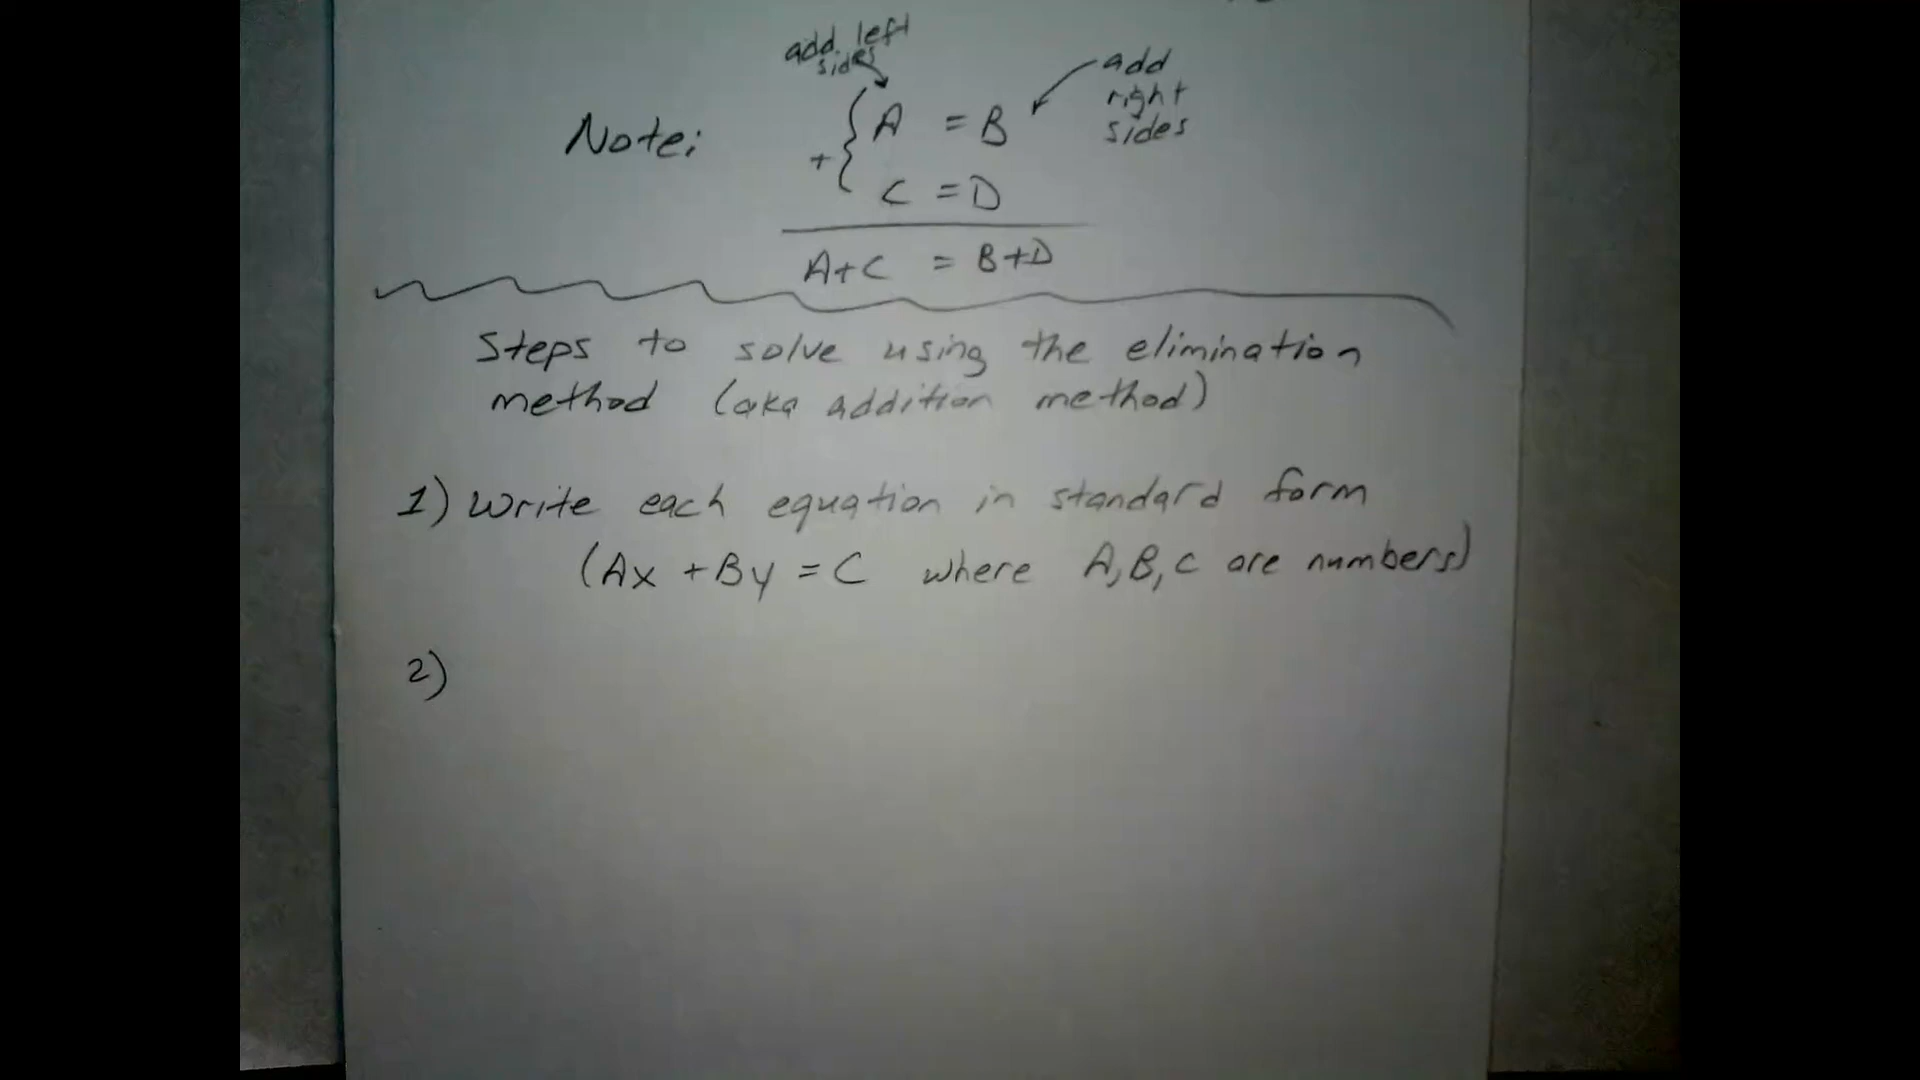 add left
sides
add
right
sides
Note:
+ { A = B
C = D
A+C = B+D
Steps to solve using the elimination
method (aka addition method)
1) Write each equation in standard form
(Ax + By = C where A, B, C are numbers)
2)